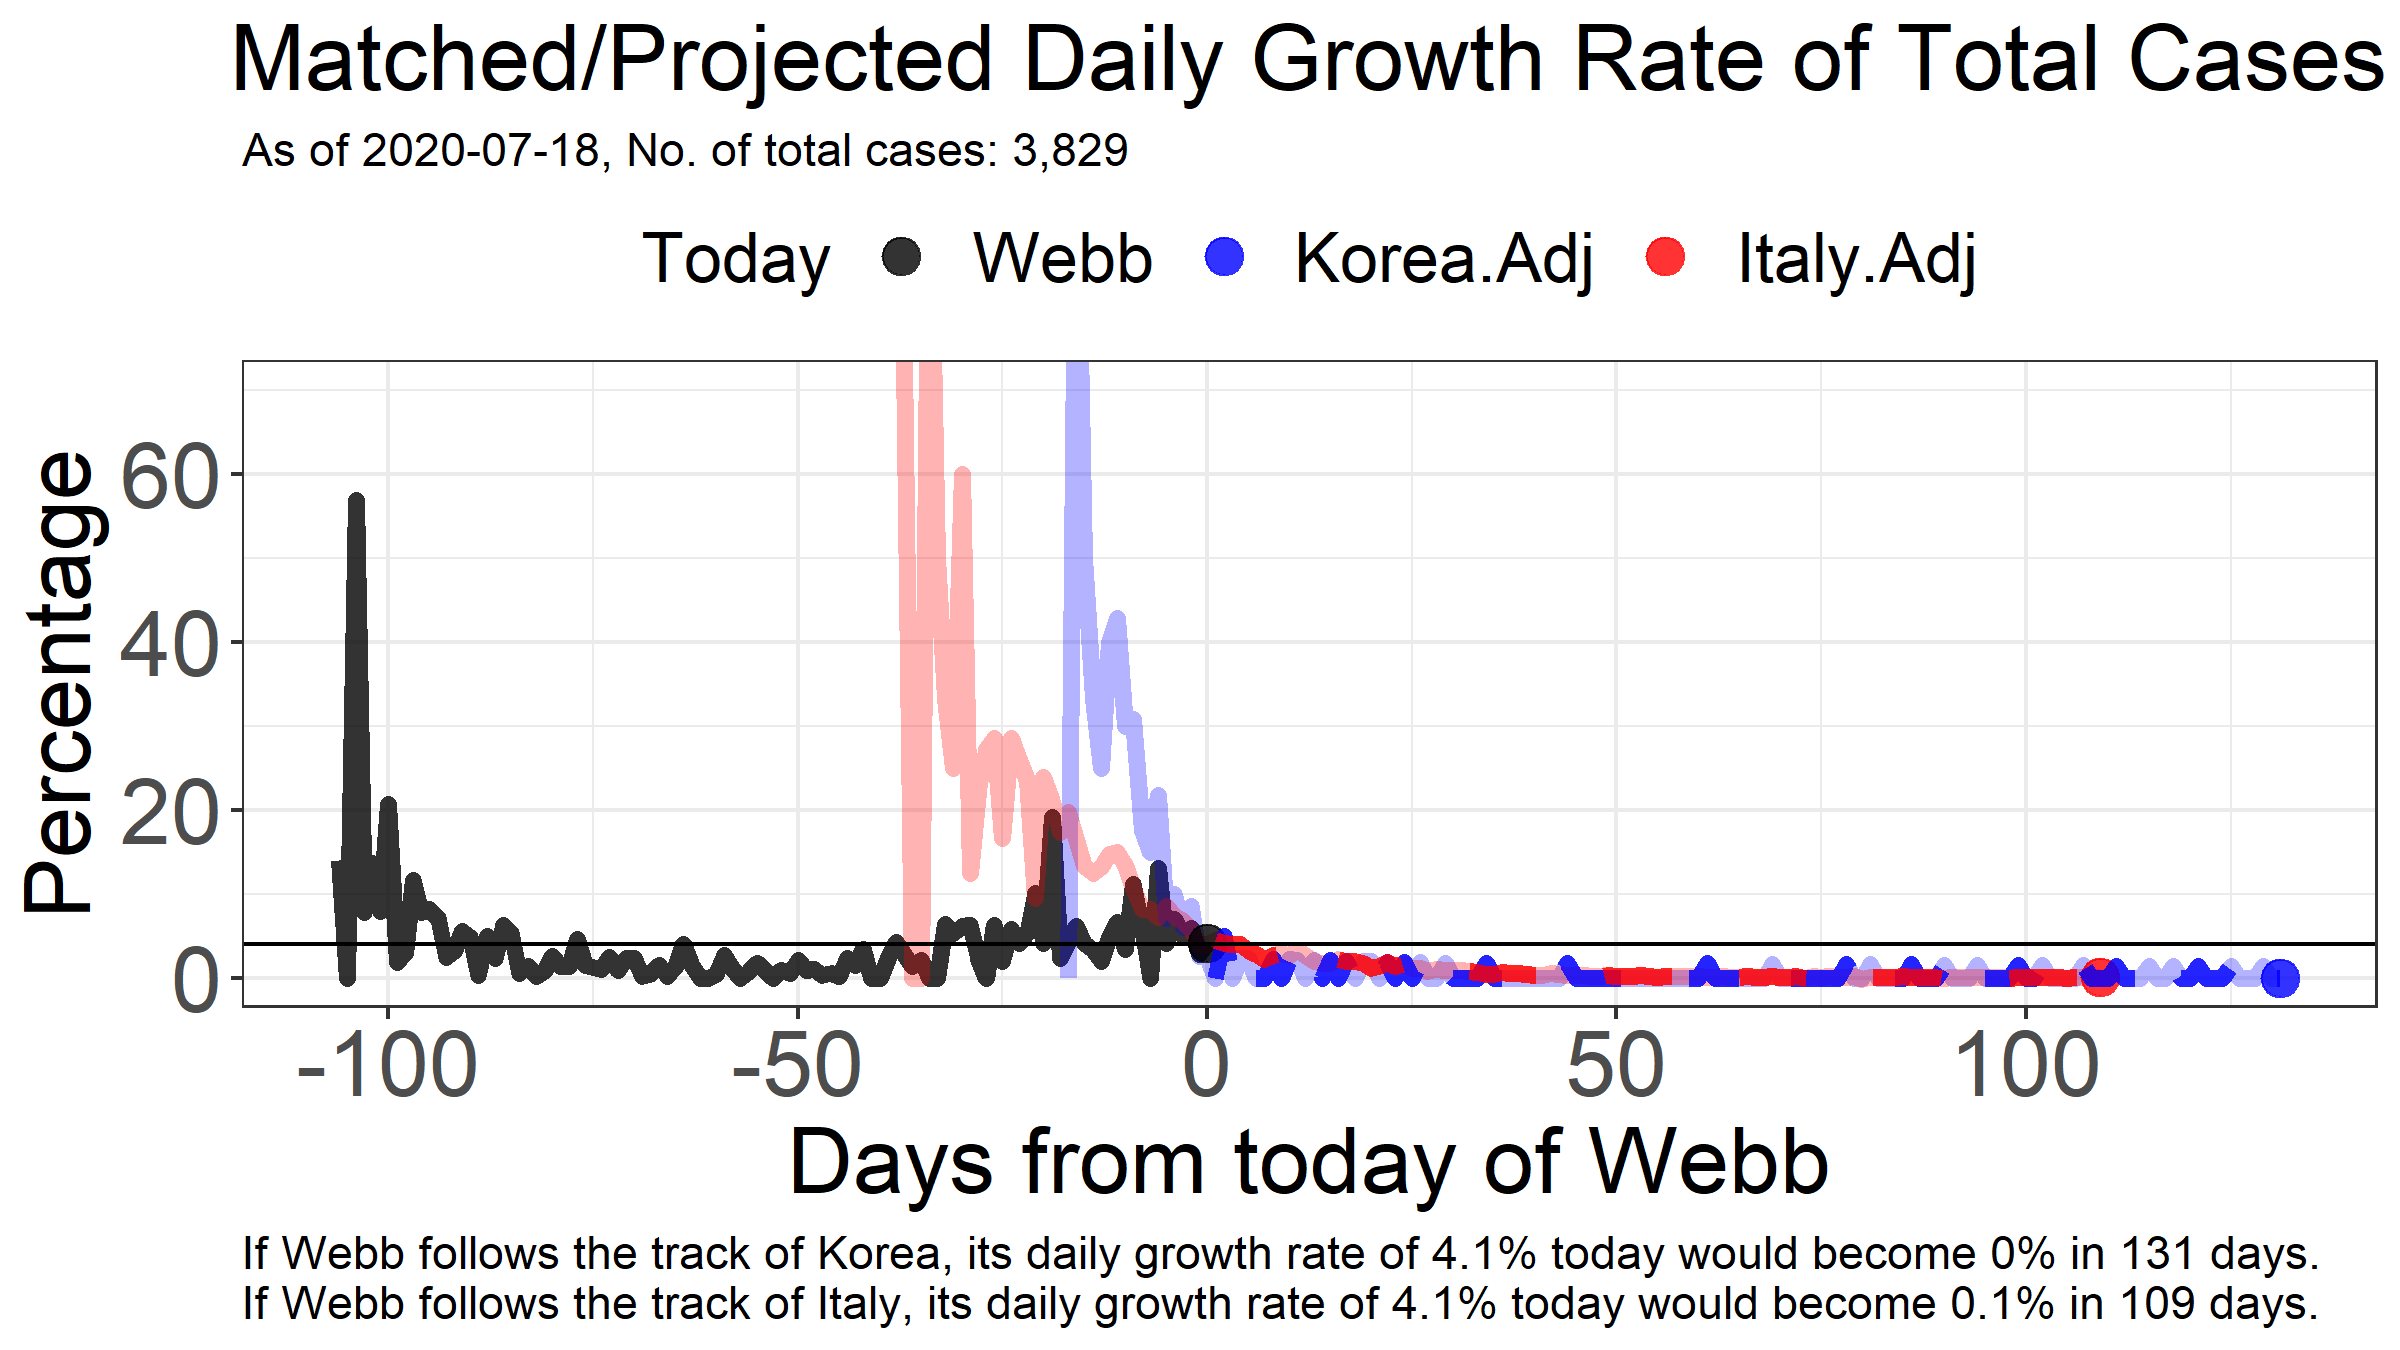 Matched/Projected Daily Growth Rate of Total Cases
As of 2020-07-18, No. of total cases: 3,829
Today Webb Korea.Adj Italy.Adj
Percentage
60
40
20
0
-100 -50 0 50 100
Days from today of Webb
If Webb follows the track of Korea, its daily growth rate of 4.1% today would become 0% in 131 days.
If Webb follows the track of Italy, its daily growth rate of 4.1% today would become 0.1% in 109 days.